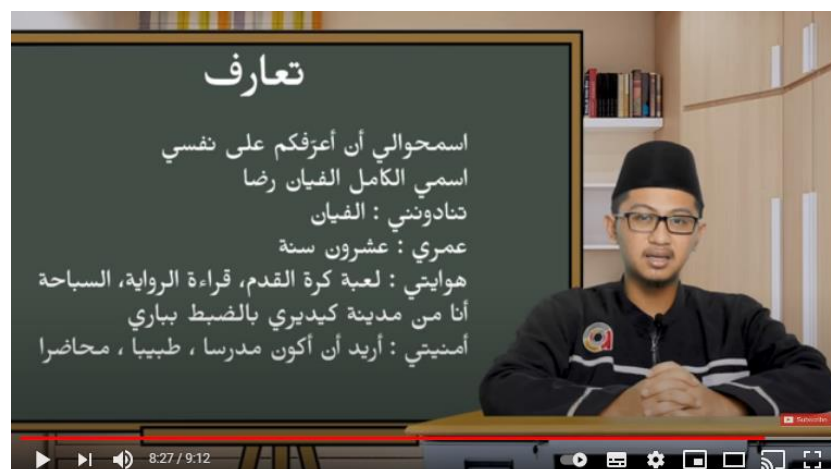 تعارف
اسمحوالي أن أعرّفكم على نفسي
اسمي الكامل الفيان رضا
تنادونني : الفيان
عمري : عشرون سنة
هوايتي : لعبة كرة القدم، قراءة الرواية، السباحة
أنا من مدينة كيديري بالضبط بباري
أمنيتي : أريد أن أكون مدرسا ، طبيبا ، محاضرا
Subscribe
8:27 / 9:12